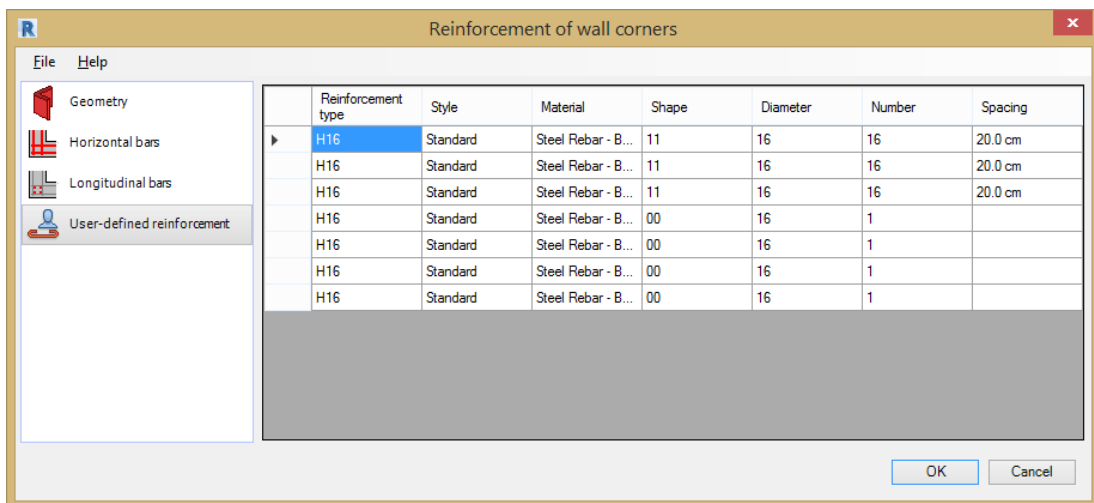 R Reinforcement of wall corners x
File Help
Geometry
Horizontal bars
Longitudinal bars
User-defined reinforcement
Reinforcement type Style Material Shape Diameter Number Spacing
H16 Standard Steel Rebar - B... 11 16 16 20.0 cm
H16 Standard Steel Rebar - B... 11 16 16 20.0 cm
H16 Standard Steel Rebar - B... 11 16 16 20.0 cm
H16 Standard Steel Rebar - B... 00 16 1
H16 Standard Steel Rebar - B... 00 16 1
H16 Standard Steel Rebar - B... 00 16 1
H16 Standard Steel Rebar - B... 00 16 1
OK Cancel